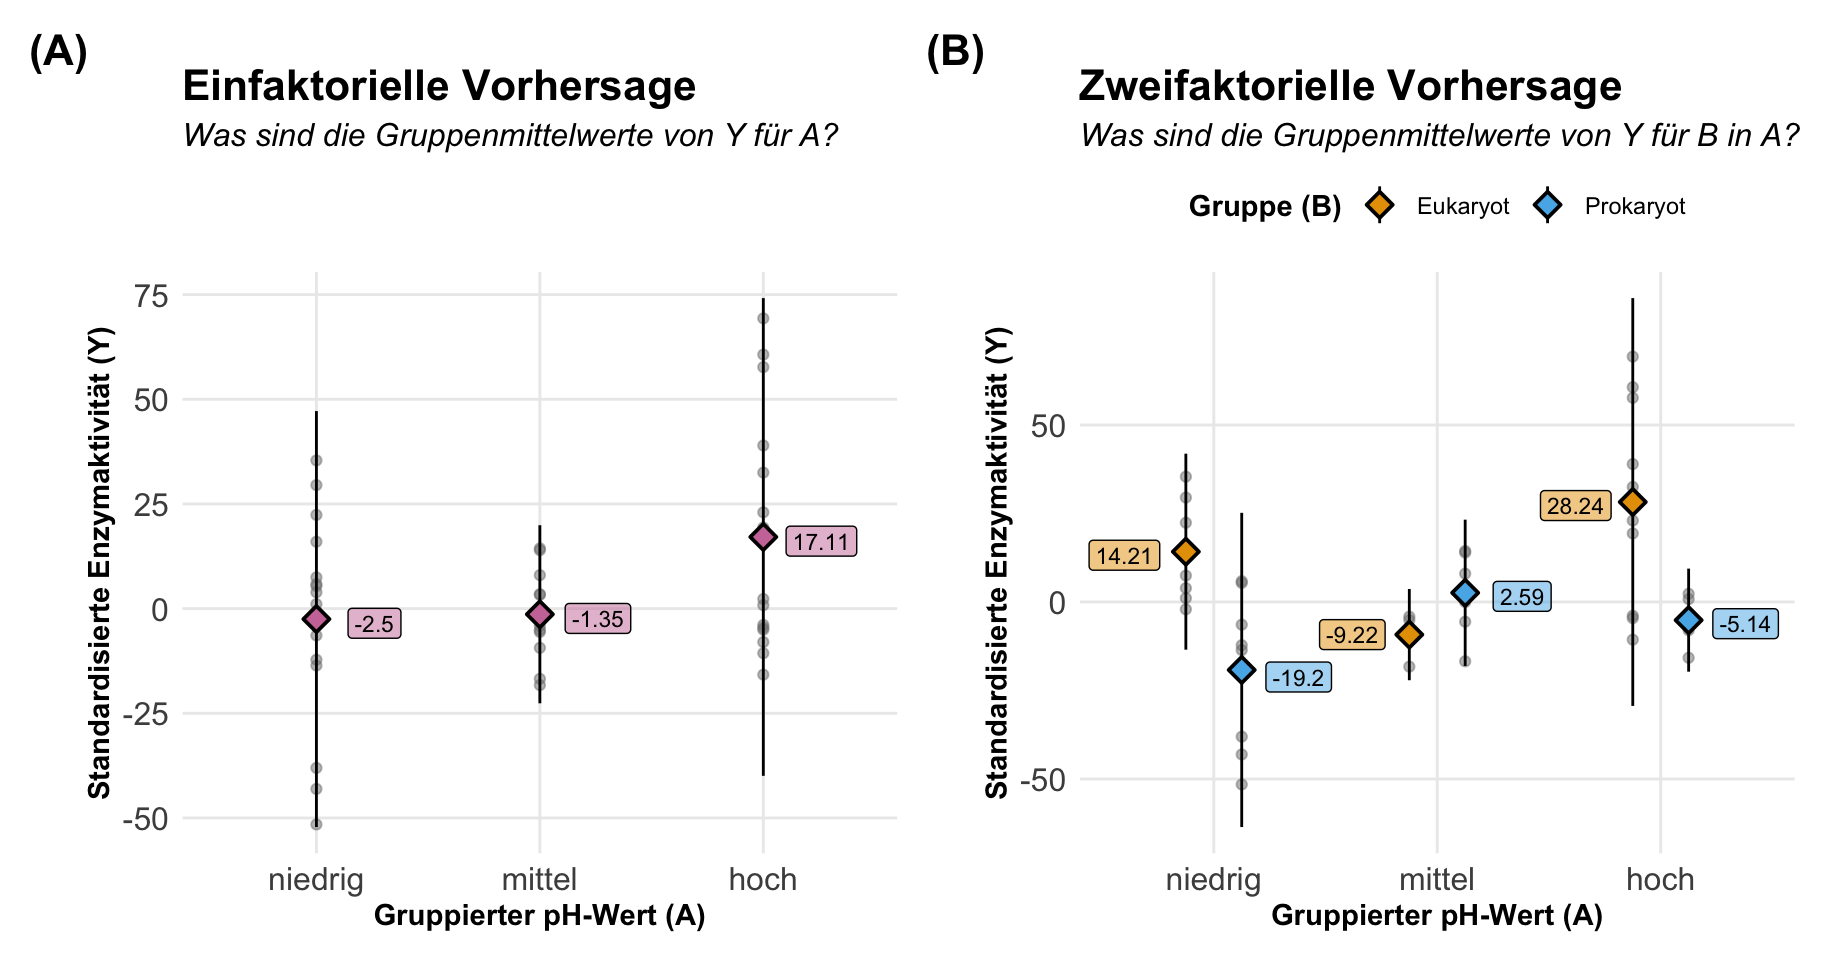 (A)
Einfaktorielle Vorhersage
Was sind die Gruppenmittelwerte von Y für A?
Standardisierte Enzymaktivität (Y)
75
50
25
0
-25
-50
-2.5
-1.35
17.11
niedrig
mittel
hoch
Gruppierter pH-Wert (A)
(B)
Zweifaktorielle Vorhersage
Was sind die Gruppenmittelwerte von Y für B in A?
Gruppe (B) Eukaryot Prokaryot
Standardisierte Enzymaktivität (Y)
50
0
-50
14.21
-19.2
-9.22
2.59
28.24
-5.14
niedrig
mittel
hoch
Gruppierter pH-Wert (A)